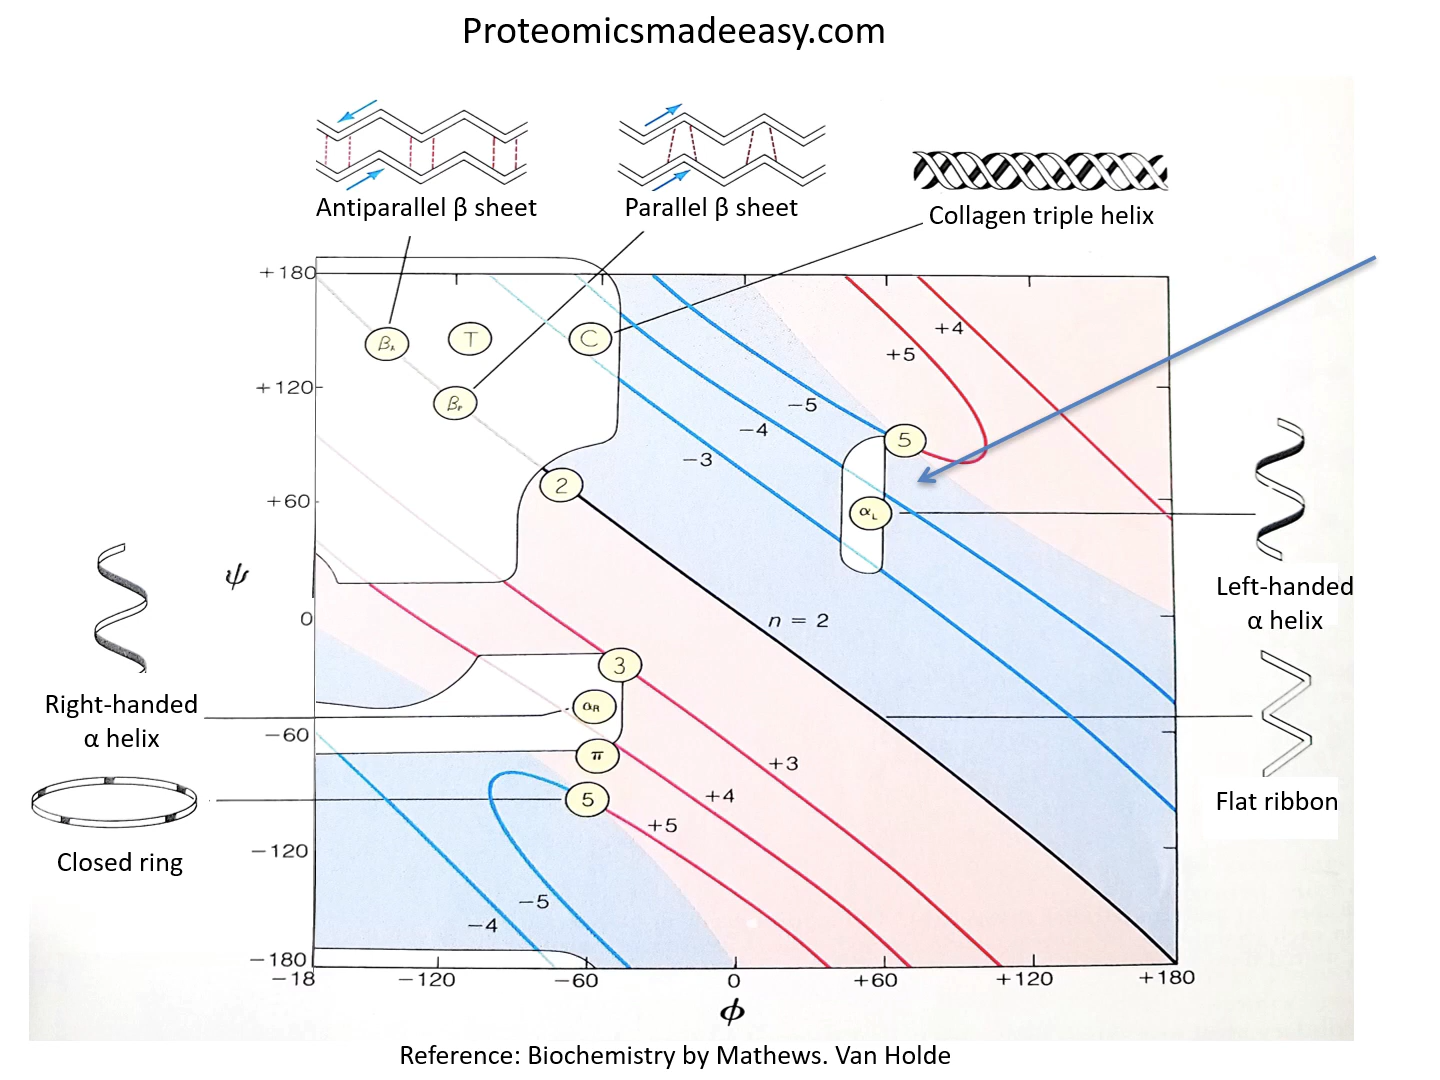 Proteomicsmadeeasy.com
Antiparallel β sheet
Parallel β sheet
Collagen triple helix
+180
βA
T
C
+4
+5
+120
βP
−5
5
−4
−3
2
+60
αL
ψ
Left-handed
α helix
n = 2
0
3
Right-handed
α helix
αR
−60
π
+3
Flat ribbon
5
+4
+5
−120
Closed ring
−5
−4
−180
−18
−120
−60
0
+60
+120
+180
ϕ
Reference: Biochemistry by Mathews. Van Holde